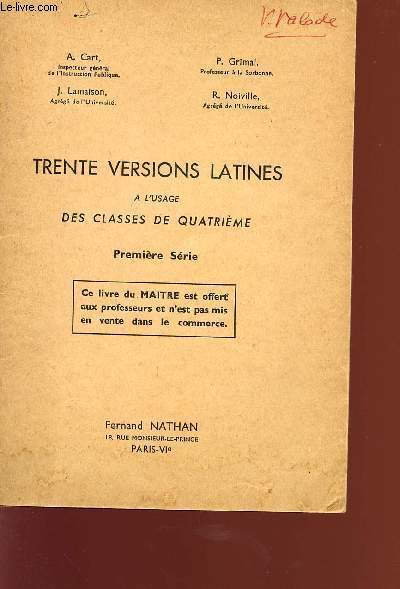 Le-livre.com
V. Valade
A. Cart,
Inspecteur général
de l'Instruction Publique.
P. Grimal,
Professeur à la Sorbonne.
J. Lamaison,
Agrégé de l'Université.
R. Noiville,
Agrégé de l'Université.
TRENTE VERSIONS LATINES
A L'USAGE
DES CLASSES DE QUATRIÈME
Première Série
Ce livre du MAITRE est offert
aux professeurs et n'est pas mis
en vente dans le commerce.
Fernand NATHAN
18, RUE MONSIEUR-LE-PRINCE
PARIS-VIᵉ